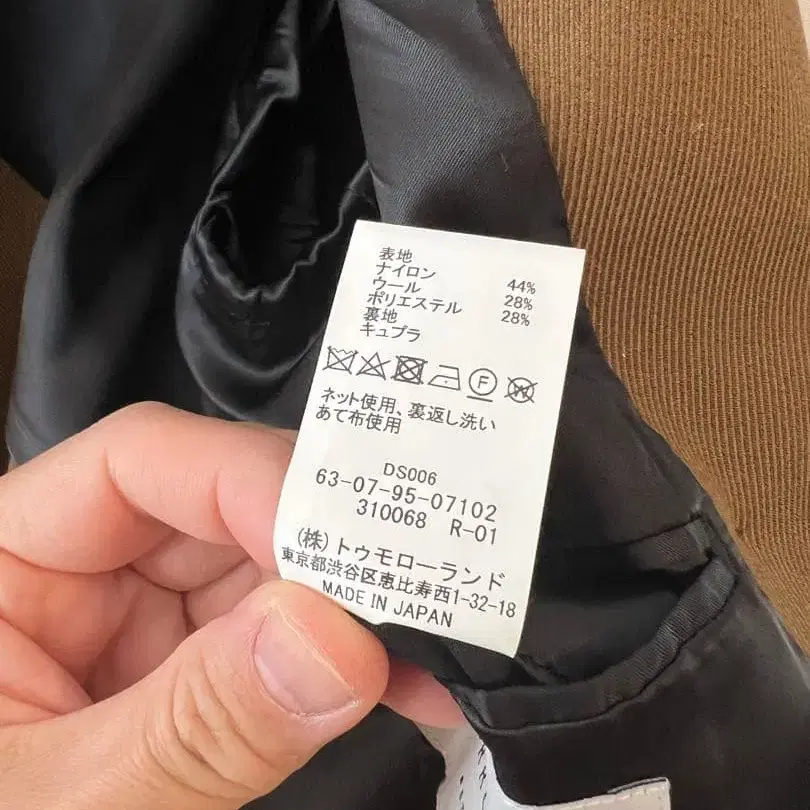 表地
ナイロン 44%
ウール 28%
ポリエステル 28%
裏地
キュプラ
F W
ネット使用、裏返し洗い
あて布使用
DS006
63-07-95-07102
310068 R-01
(株)トゥモローランド
東京都渋谷区恵比寿西1-32-18
MADE IN JAPAN